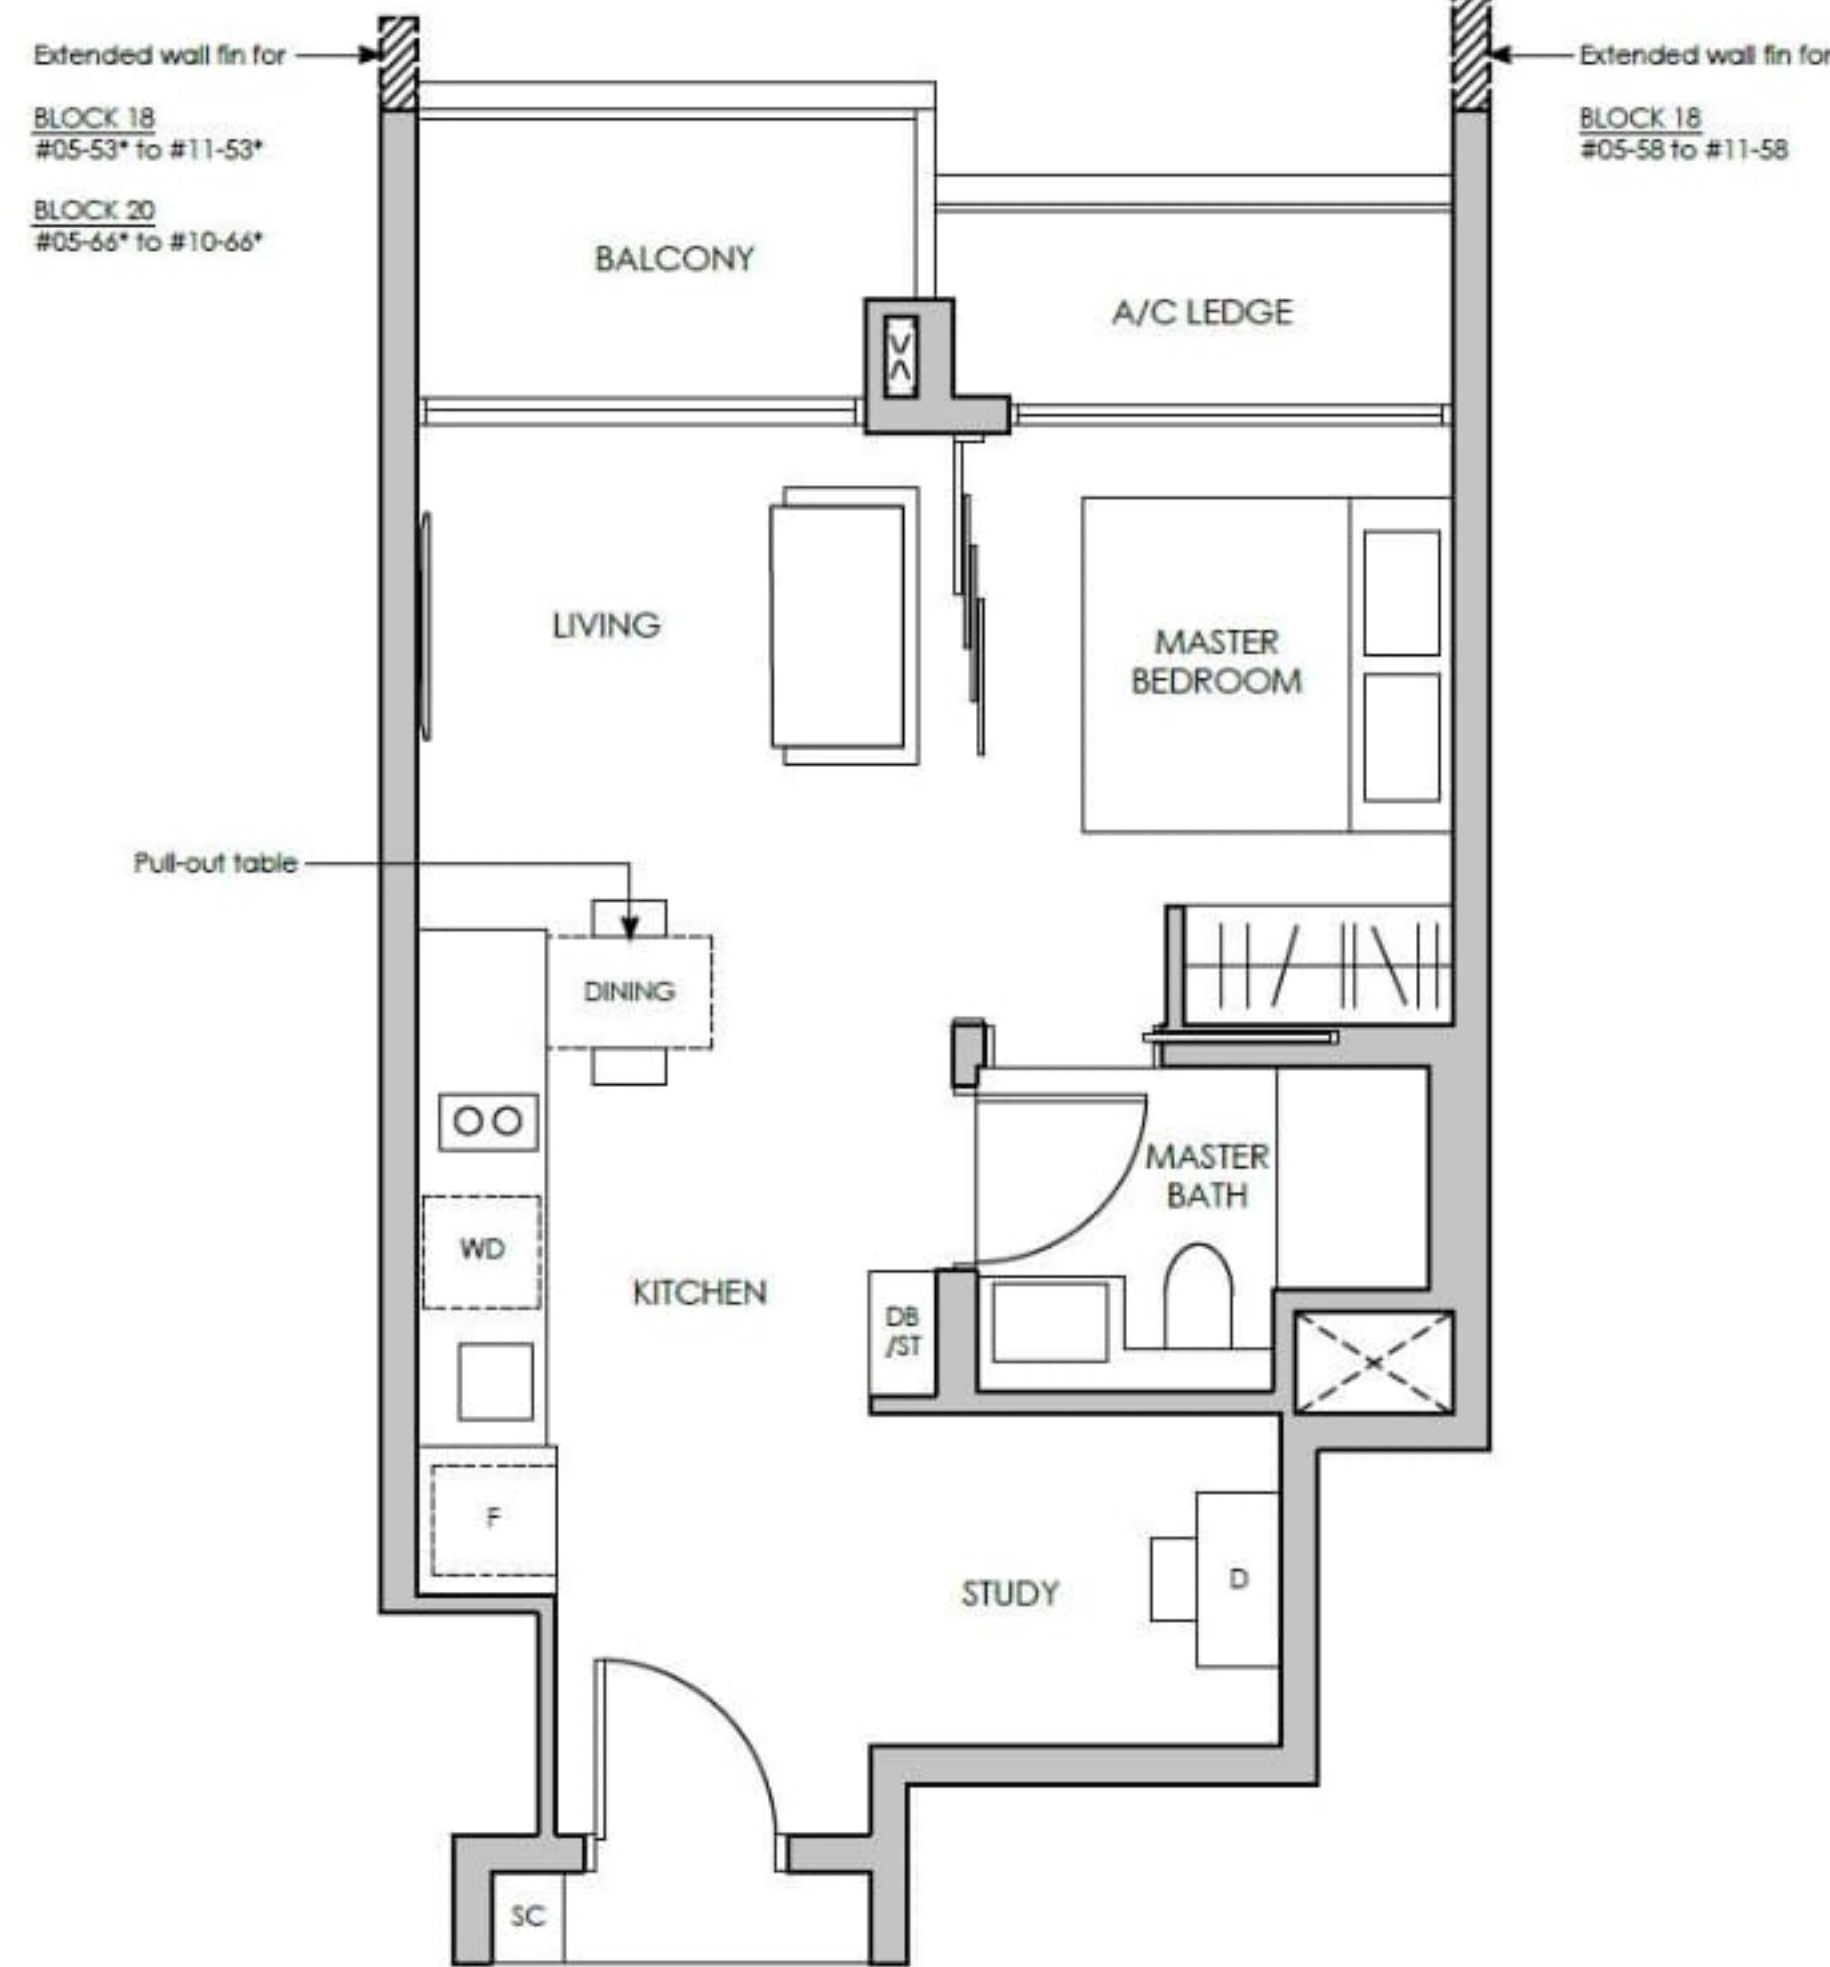 Extended wall fin for
BLOCK 18
#05-53* to #11-53*
BLOCK 20
#05-66* to #10-66*
Extended wall fin for
BLOCK 18
#05-58 to #11-58
BALCONY
A/C LEDGE
LIVING
MASTER
BEDROOM
Pull-out table
DINING
MASTER
BATH
WD
KITCHEN
DB
/ST
F
STUDY
D
SC